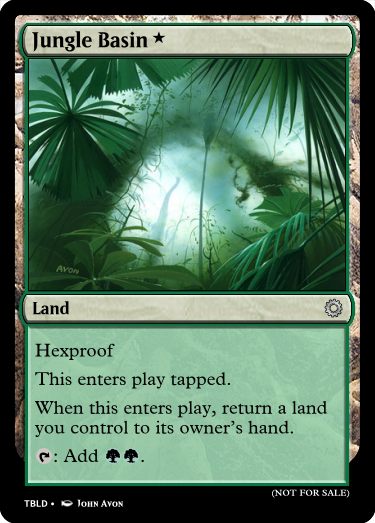 Jungle Basin ★
AVON
Land
Hexproof
This enters play tapped.
When this enters play, return a land
you control to its owner's hand.
: Add .
(NOT FOR SALE)
TBLD • John Avon